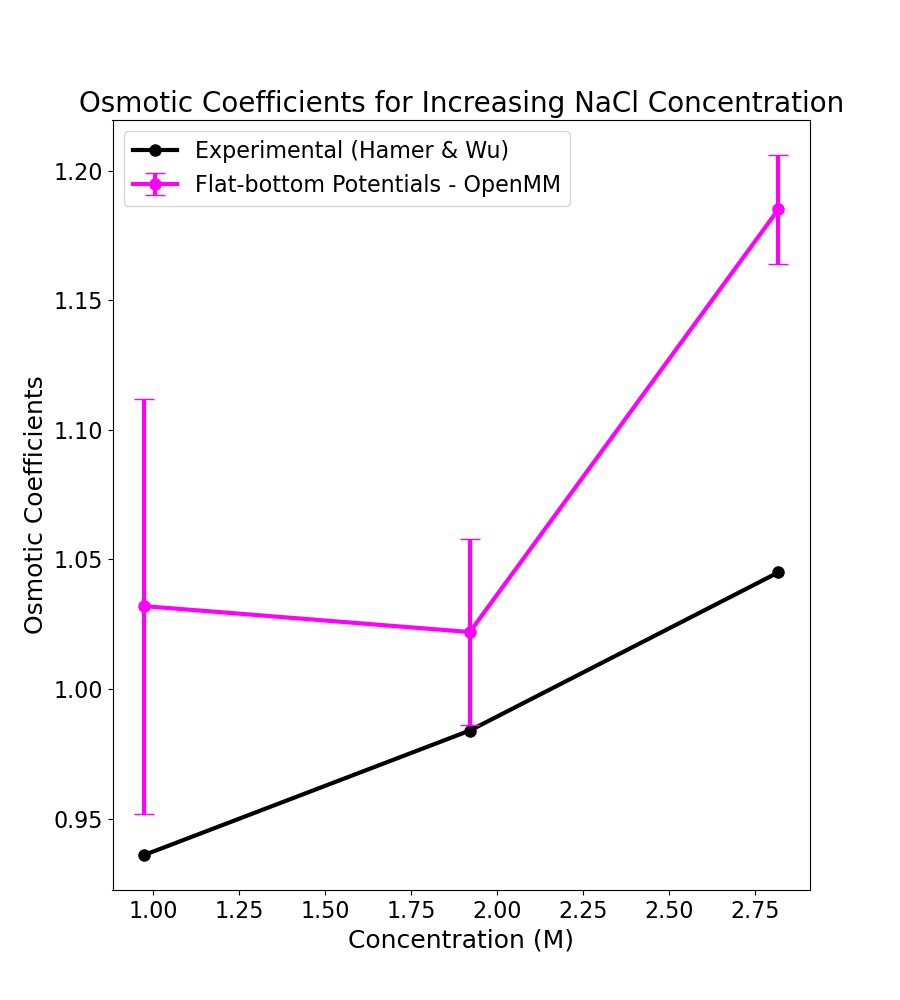 Osmotic Coefficients for Increasing NaCl Concentration
Experimental (Hamer & Wu)
Flat-bottom Potentials - OpenMM
Osmotic Coefficients
1.20
1.15
1.10
1.05
1.00
0.95
1.00 1.25 1.50 1.75 2.00 2.25 2.50 2.75
Concentration (M)